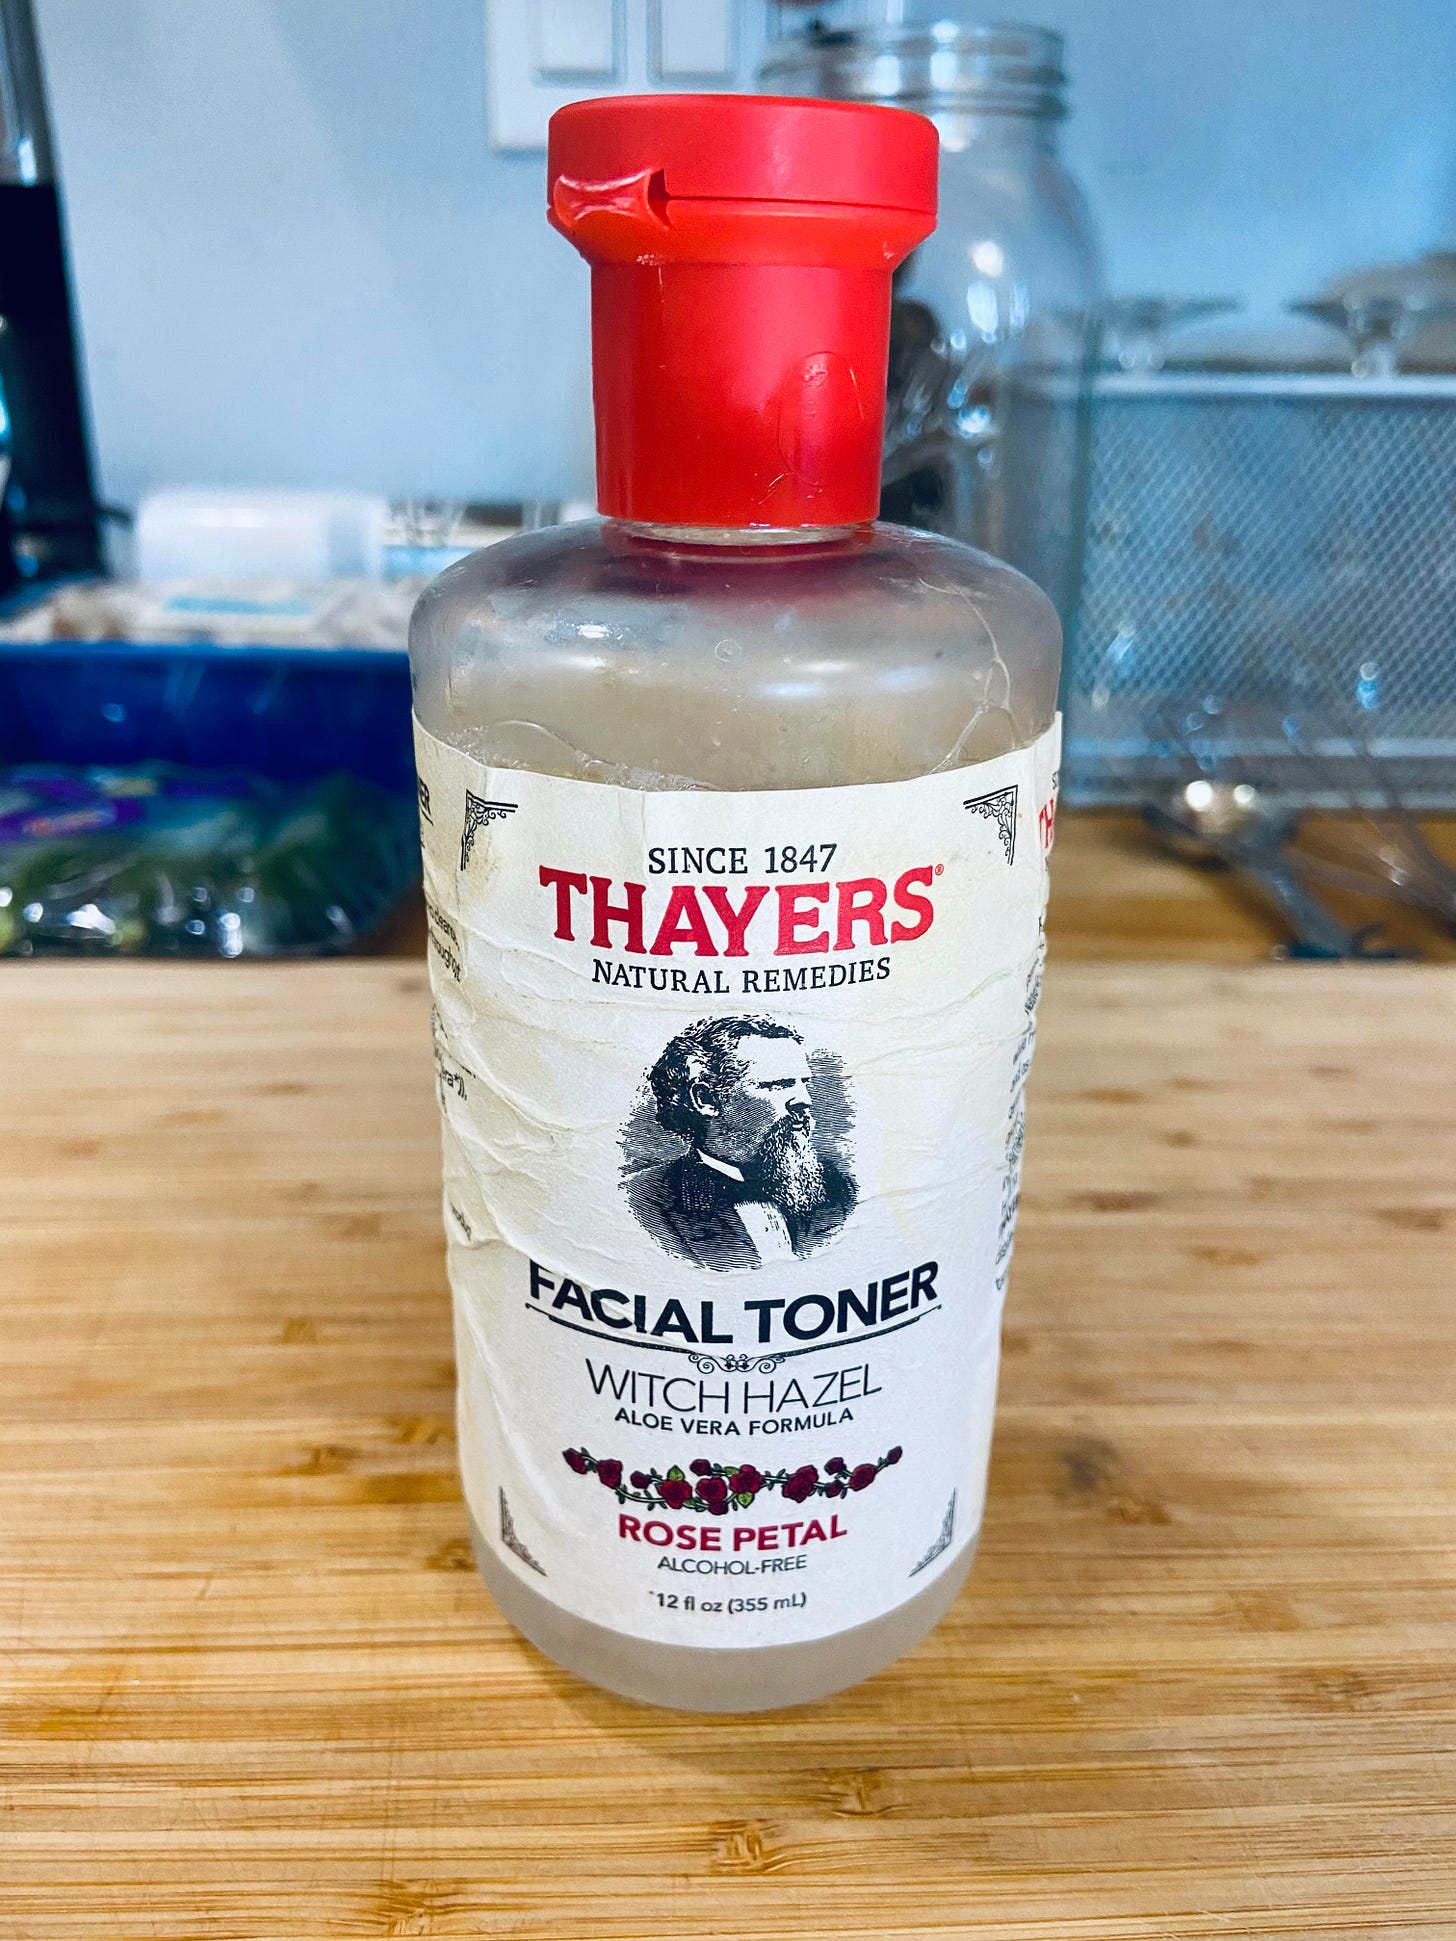 SINCE 1847
THAYERS®
NATURAL REMEDIES
FACIAL TONER
WITCH HAZEL
ALOE VERA FORMULA
ROSE PETAL
ALCOHOL-FREE
12 fl oz (355 mL)